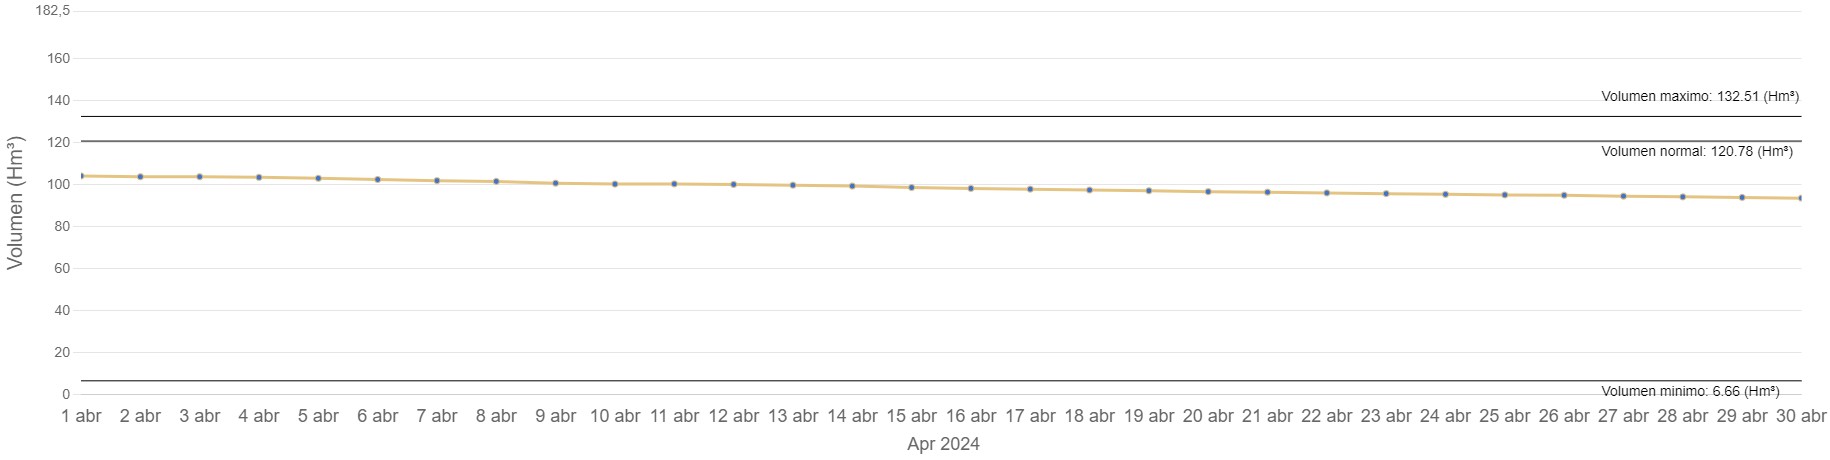 182,5
160
140
120
100
80
60
40
20
0
Volumen (Hm³)
Volumen maximo: 132.51 (Hm³)
Volumen normal: 120.78 (Hm³)
Volumen minimo: 6.66 (Hm³)
1 abr 2 abr 3 abr 4 abr 5 abr 6 abr 7 abr 8 abr 9 abr 10 abr 11 abr 12 abr 13 abr 14 abr 15 abr 16 abr 17 abr 18 abr 19 abr 20 abr 21 abr 22 abr 23 abr 24 abr 25 abr 26 abr 27 abr 28 abr 29 abr 30 abr
Apr 2024